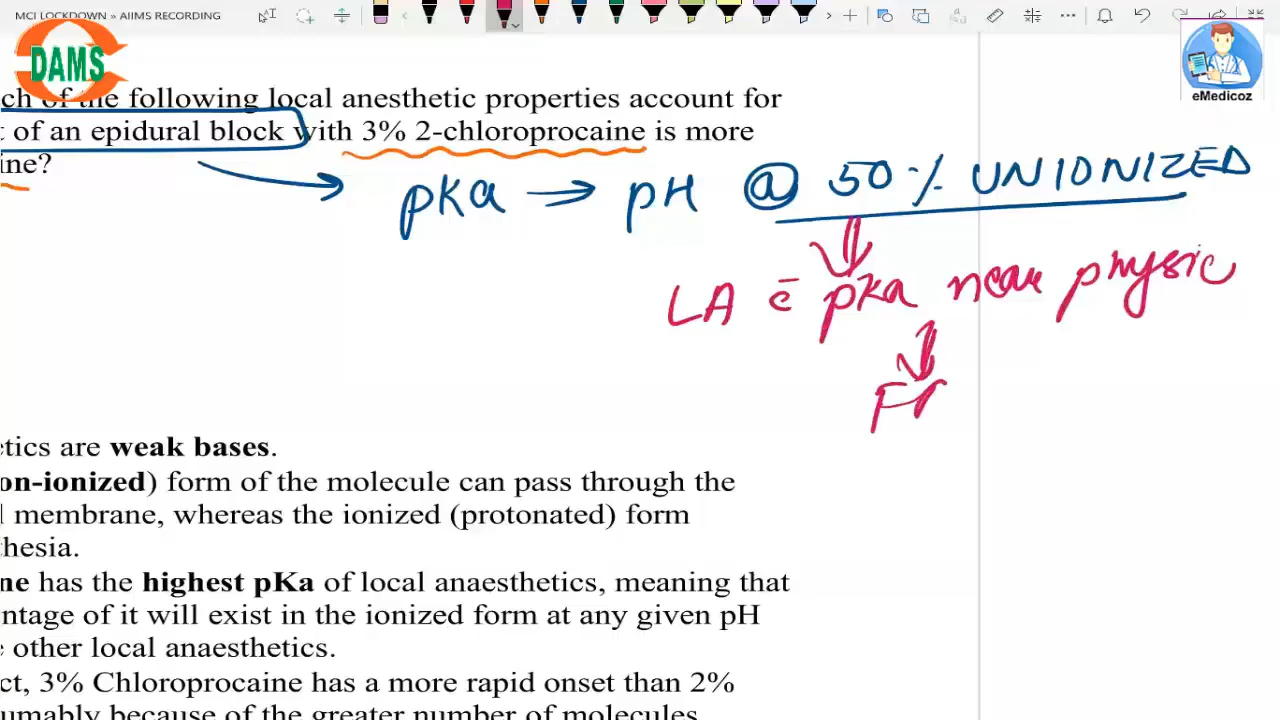 MCI LOCKDOWN » AIIMS RECORDING
DAMS
eMedicoz
ch of the following local anesthetic properties account for
t of an epidural block with 3% 2-chloroprocaine is more
ine?
pKa → pH @ 50% UNIONIZED
LA c̄ pKa near physic
Fr
etics are weak bases.
on-ionized) form of the molecule can pass through the
l membrane, whereas the ionized (protonated) form
thesia.
ne has the highest pKa of local anaesthetics, meaning that
ntage of it will exist in the ionized form at any given pH
e other local anaesthetics.
ct, 3% Chloroprocaine has a more rapid onset than 2%
umably because of the greater number of molecules